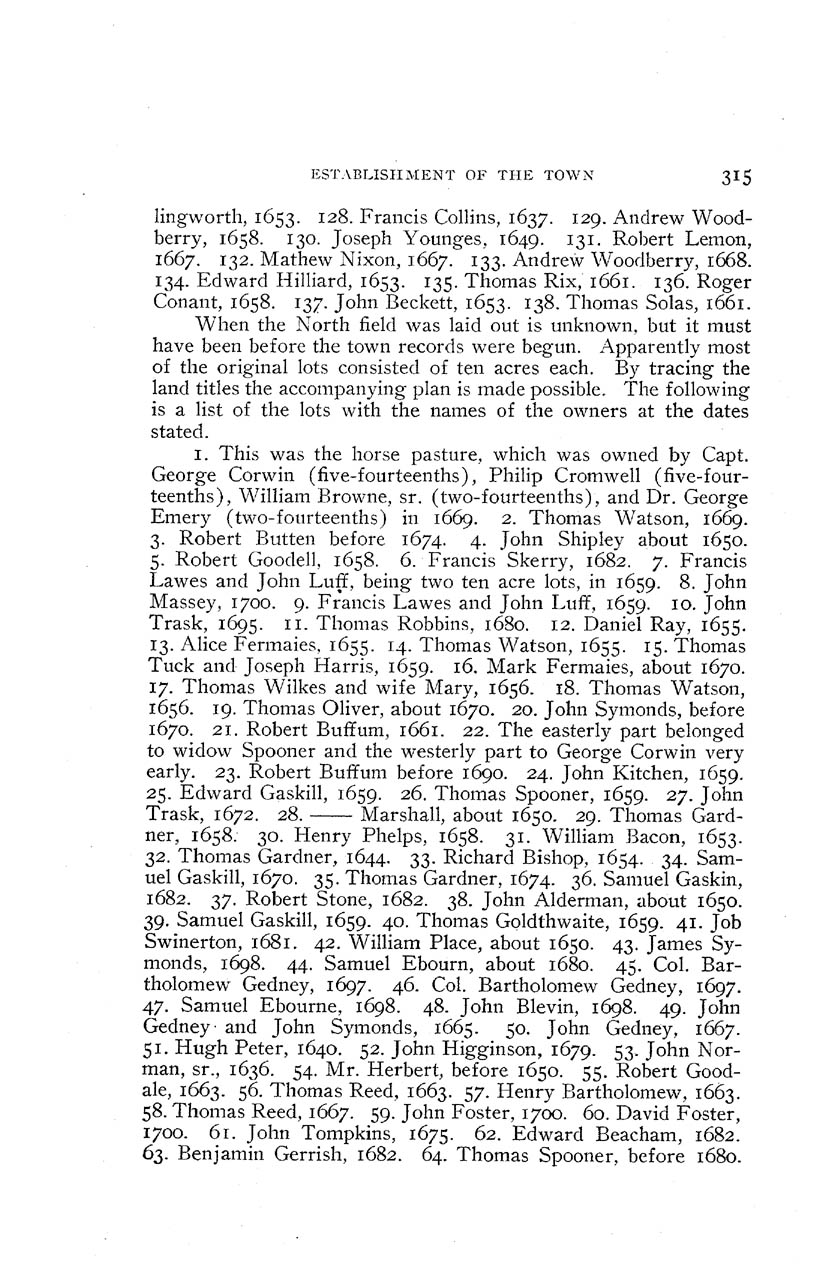 ESTABLISHMENT OF THE TOWN 315
lingworth, 1653. 128. Francis Collins, 1637. 129. Andrew Wood-
berry, 1658. 130. Joseph Younges, 1649. 131. Robert Lemon,
1667. 132. Mathew Nixon, 1667. 133. Andrew Woodberry, 1668.
134. Edward Hilliard, 1653. 135. Thomas Rix, 1661. 136. Roger
Conant, 1658. 137. John Beckett, 1653. 138. Thomas Solas, 1661.
When the North field was laid out is unknown, but it must
have been before the town records were begun. Apparently most
of the original lots consisted of ten acres each. By tracing the
land titles the accompanying plan is made possible. The following
is a list of the lots with the names of the owners at the dates
stated.
1. This was the horse pasture, which was owned by Capt.
George Corwin (five-fourteenths), Philip Cromwell (five-four-
teenths), William Browne, sr. (two-fourteenths), and Dr. George
Emery (two-fourteenths) in 1669. 2. Thomas Watson, 1669.
3. Robert Butten before 1674. 4. John Shipley about 1650.
5. Robert Goodell, 1658. 6. Francis Skerry, 1682. 7. Francis
Lawes and John Luff, being two ten acre lots, in 1659. 8. John
Massey, 1700. 9. Francis Lawes and John Luff, 1659. 10. John
Trask, 1695. 11. Thomas Robbins, 1680. 12. Daniel Ray, 1655.
13. Alice Fermaies, 1655. 14. Thomas Watson, 1655. 15. Thomas
Tuck and Joseph Harris, 1659. 16. Mark Fermaies, about 1670.
17. Thomas Wilkes and wife Mary, 1656. 18. Thomas Watson,
1656. 19. Thomas Oliver, about 1670. 20. John Symonds, before
1670. 21. Robert Buffum, 1661. 22. The easterly part belonged
to widow Spooner and the westerly part to George Corwin very
early. 23. Robert Buffum before 1690. 24. John Kitchen, 1659.
25. Edward Gaskill, 1659. 26. Thomas Spooner, 1659. 27. John
Trask, 1672. 28. —— Marshall, about 1650. 29. Thomas Gard-
ner, 1658. 30. Henry Phelps, 1658. 31. William Bacon, 1653.
32. Thomas Gardner, 1644. 33. Richard Bishop, 1654. 34. Sam-
uel Gaskill, 1670. 35. Thomas Gardner, 1674. 36. Samuel Gaskin,
1682. 37. Robert Stone, 1682. 38. John Alderman, about 1650.
39. Samuel Gaskill, 1659. 40. Thomas Goldthwaite, 1659. 41. Job
Swinerton, 1681. 42. William Place, about 1650. 43. James Sy-
monds, 1698. 44. Samuel Ebourn, about 1680. 45. Col. Bar-
tholomew Gedney, 1697. 46. Col. Bartholomew Gedney, 1697.
47. Samuel Ebourne, 1698. 48. John Blevin, 1698. 49. John
Gedney and John Symonds, 1665. 50. John Gedney, 1667.
51. Hugh Peter, 1640. 52. John Higginson, 1679. 53. John Nor-
man, sr., 1636. 54. Mr. Herbert, before 1650. 55. Robert Good-
ale, 1663. 56. Thomas Reed, 1663. 57. Henry Bartholomew, 1663.
58. Thomas Reed, 1667. 59. John Foster, 1700. 60. David Foster,
1700. 61. John Tompkins, 1675. 62. Edward Beacham, 1682.
63. Benjamin Gerrish, 1682. 64. Thomas Spooner, before 1680.